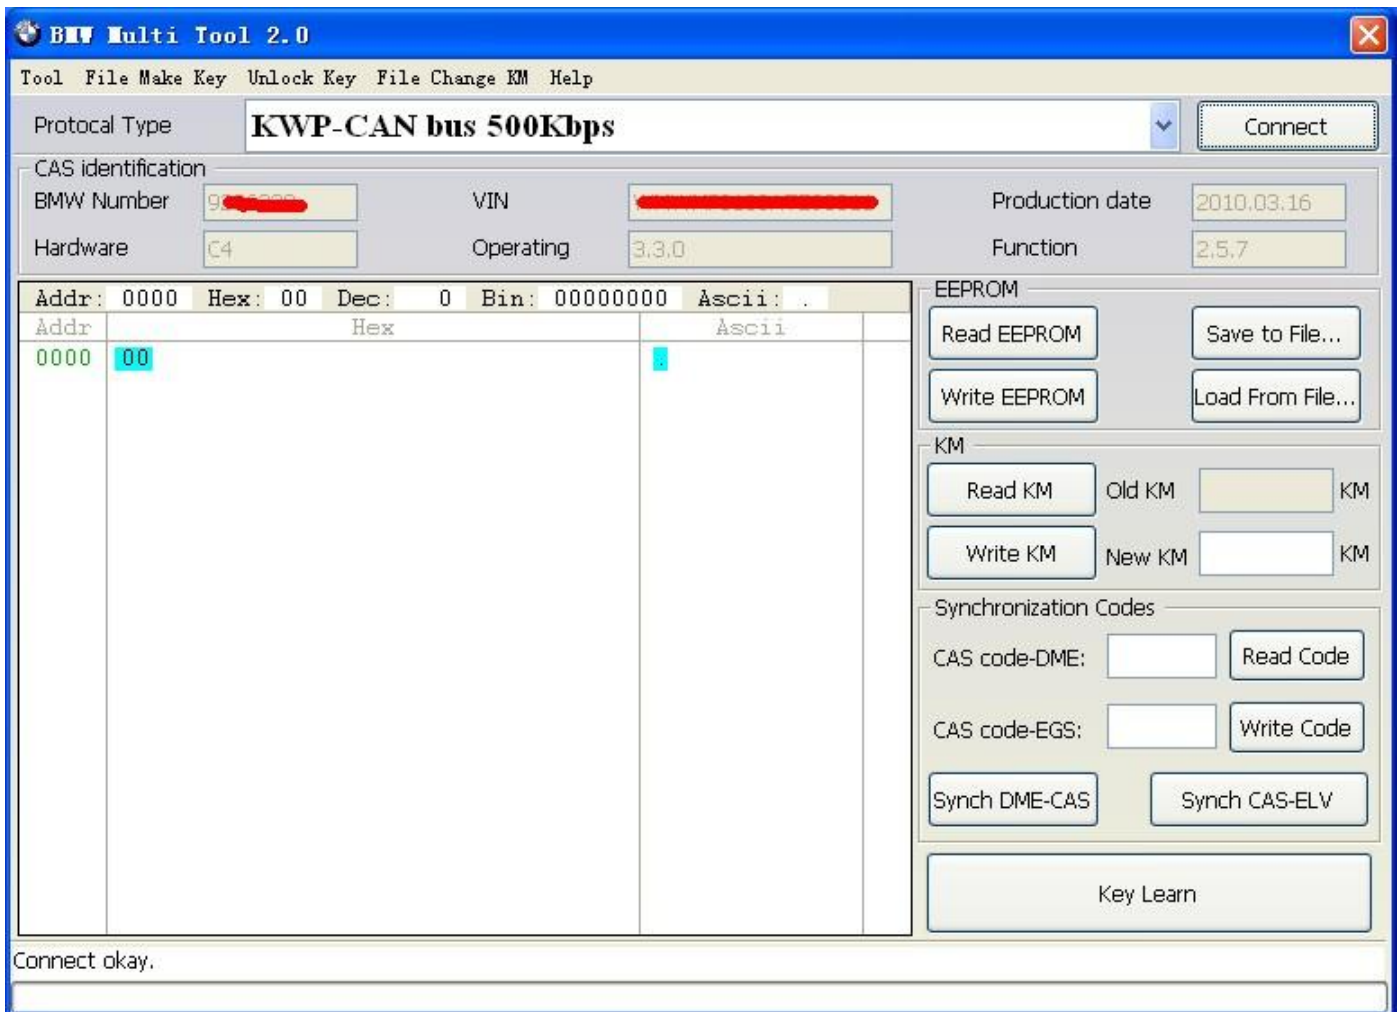 BMW Multi Tool 2.0
Tool File Make Key Unlock Key File Change KM Help
Protocal Type KWP-CAN bus 500Kbps Connect
CAS identification
BMW Number VIN Production date 2010.03.16
Hardware C4 Operating 3.3.0 Function 2.5.7
Addr: 0000 Hex: 00 Dec: 0 Bin: 00000000 Ascii: .
Addr Hex Ascii
0000 00 .
EEPROM
Read EEPROM Save to File...
Write EEPROM Load From File...
KM
Read KM Old KM KM
Write KM New KM KM
Synchronization Codes
CAS code-DME: Read Code
CAS code-EGS: Write Code
Synch DME-CAS Synch CAS-ELV
Key Learn
Connect okay.